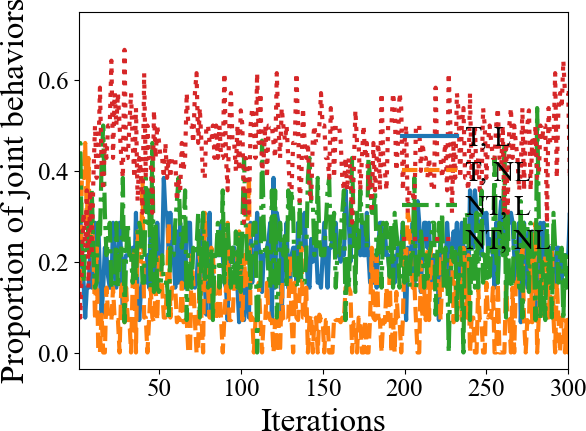 Proportion of joint behaviors
0.6
0.4
0.2
0.0
T, L
T, NL
NT, L
NT, NL
50 100 150 200 250 300
Iterations